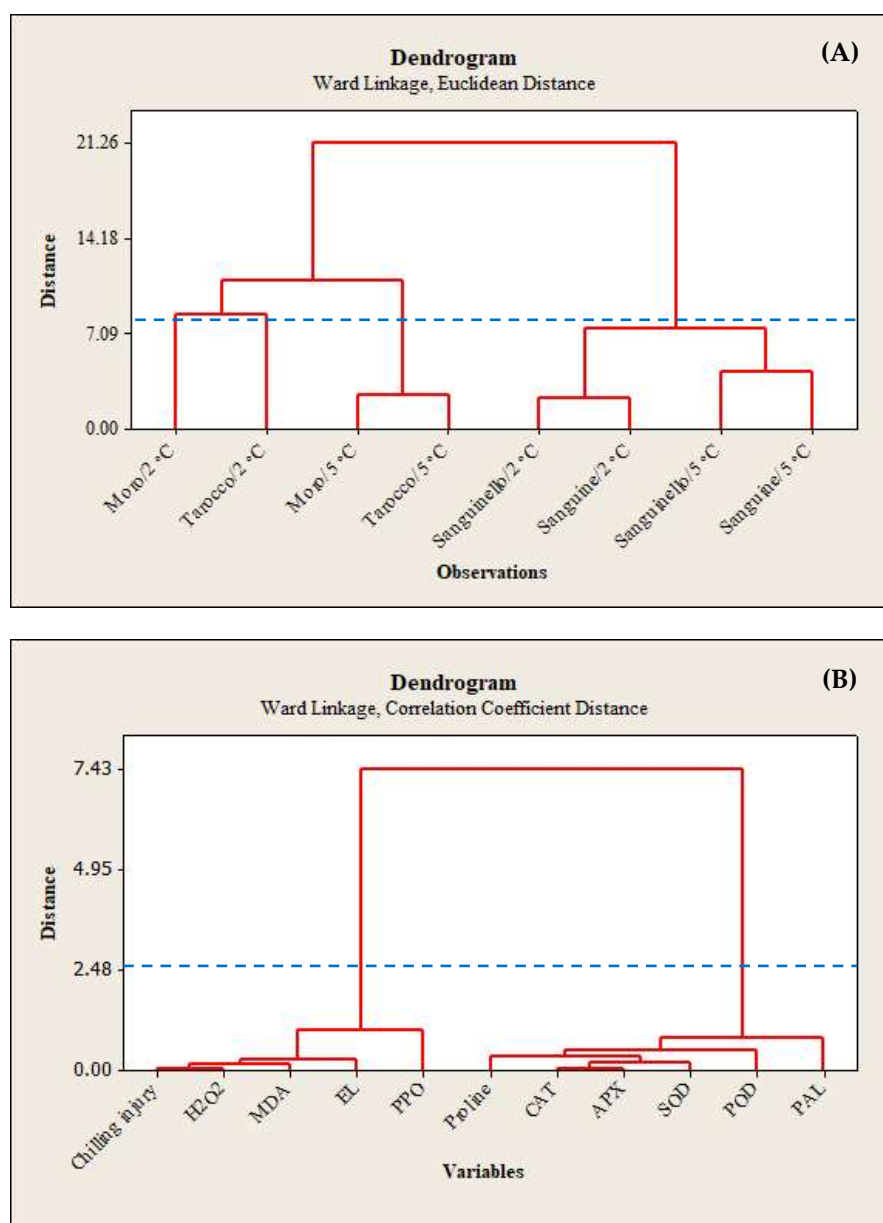 (A)
Dendrogram
Ward Linkage, Euclidean Distance
21.26
14.18
7.09
0.00
Distance
Moro/2 °C
Tarocco/2 °C
Moro/5 °C
Tarocco/5 °C
Sanguinello/2 °C
Sanguine/2 °C
Sanguinello/5 °C
Sanguine/5 °C
Observations
(B)
Dendrogram
Ward Linkage, Correlation Coefficient Distance
7.43
4.95
2.48
0.00
Distance
Chilling injury
H2O2
MDA
EL
PPO
Proline
CAT
APX
SOD
POD
PAL
Variables